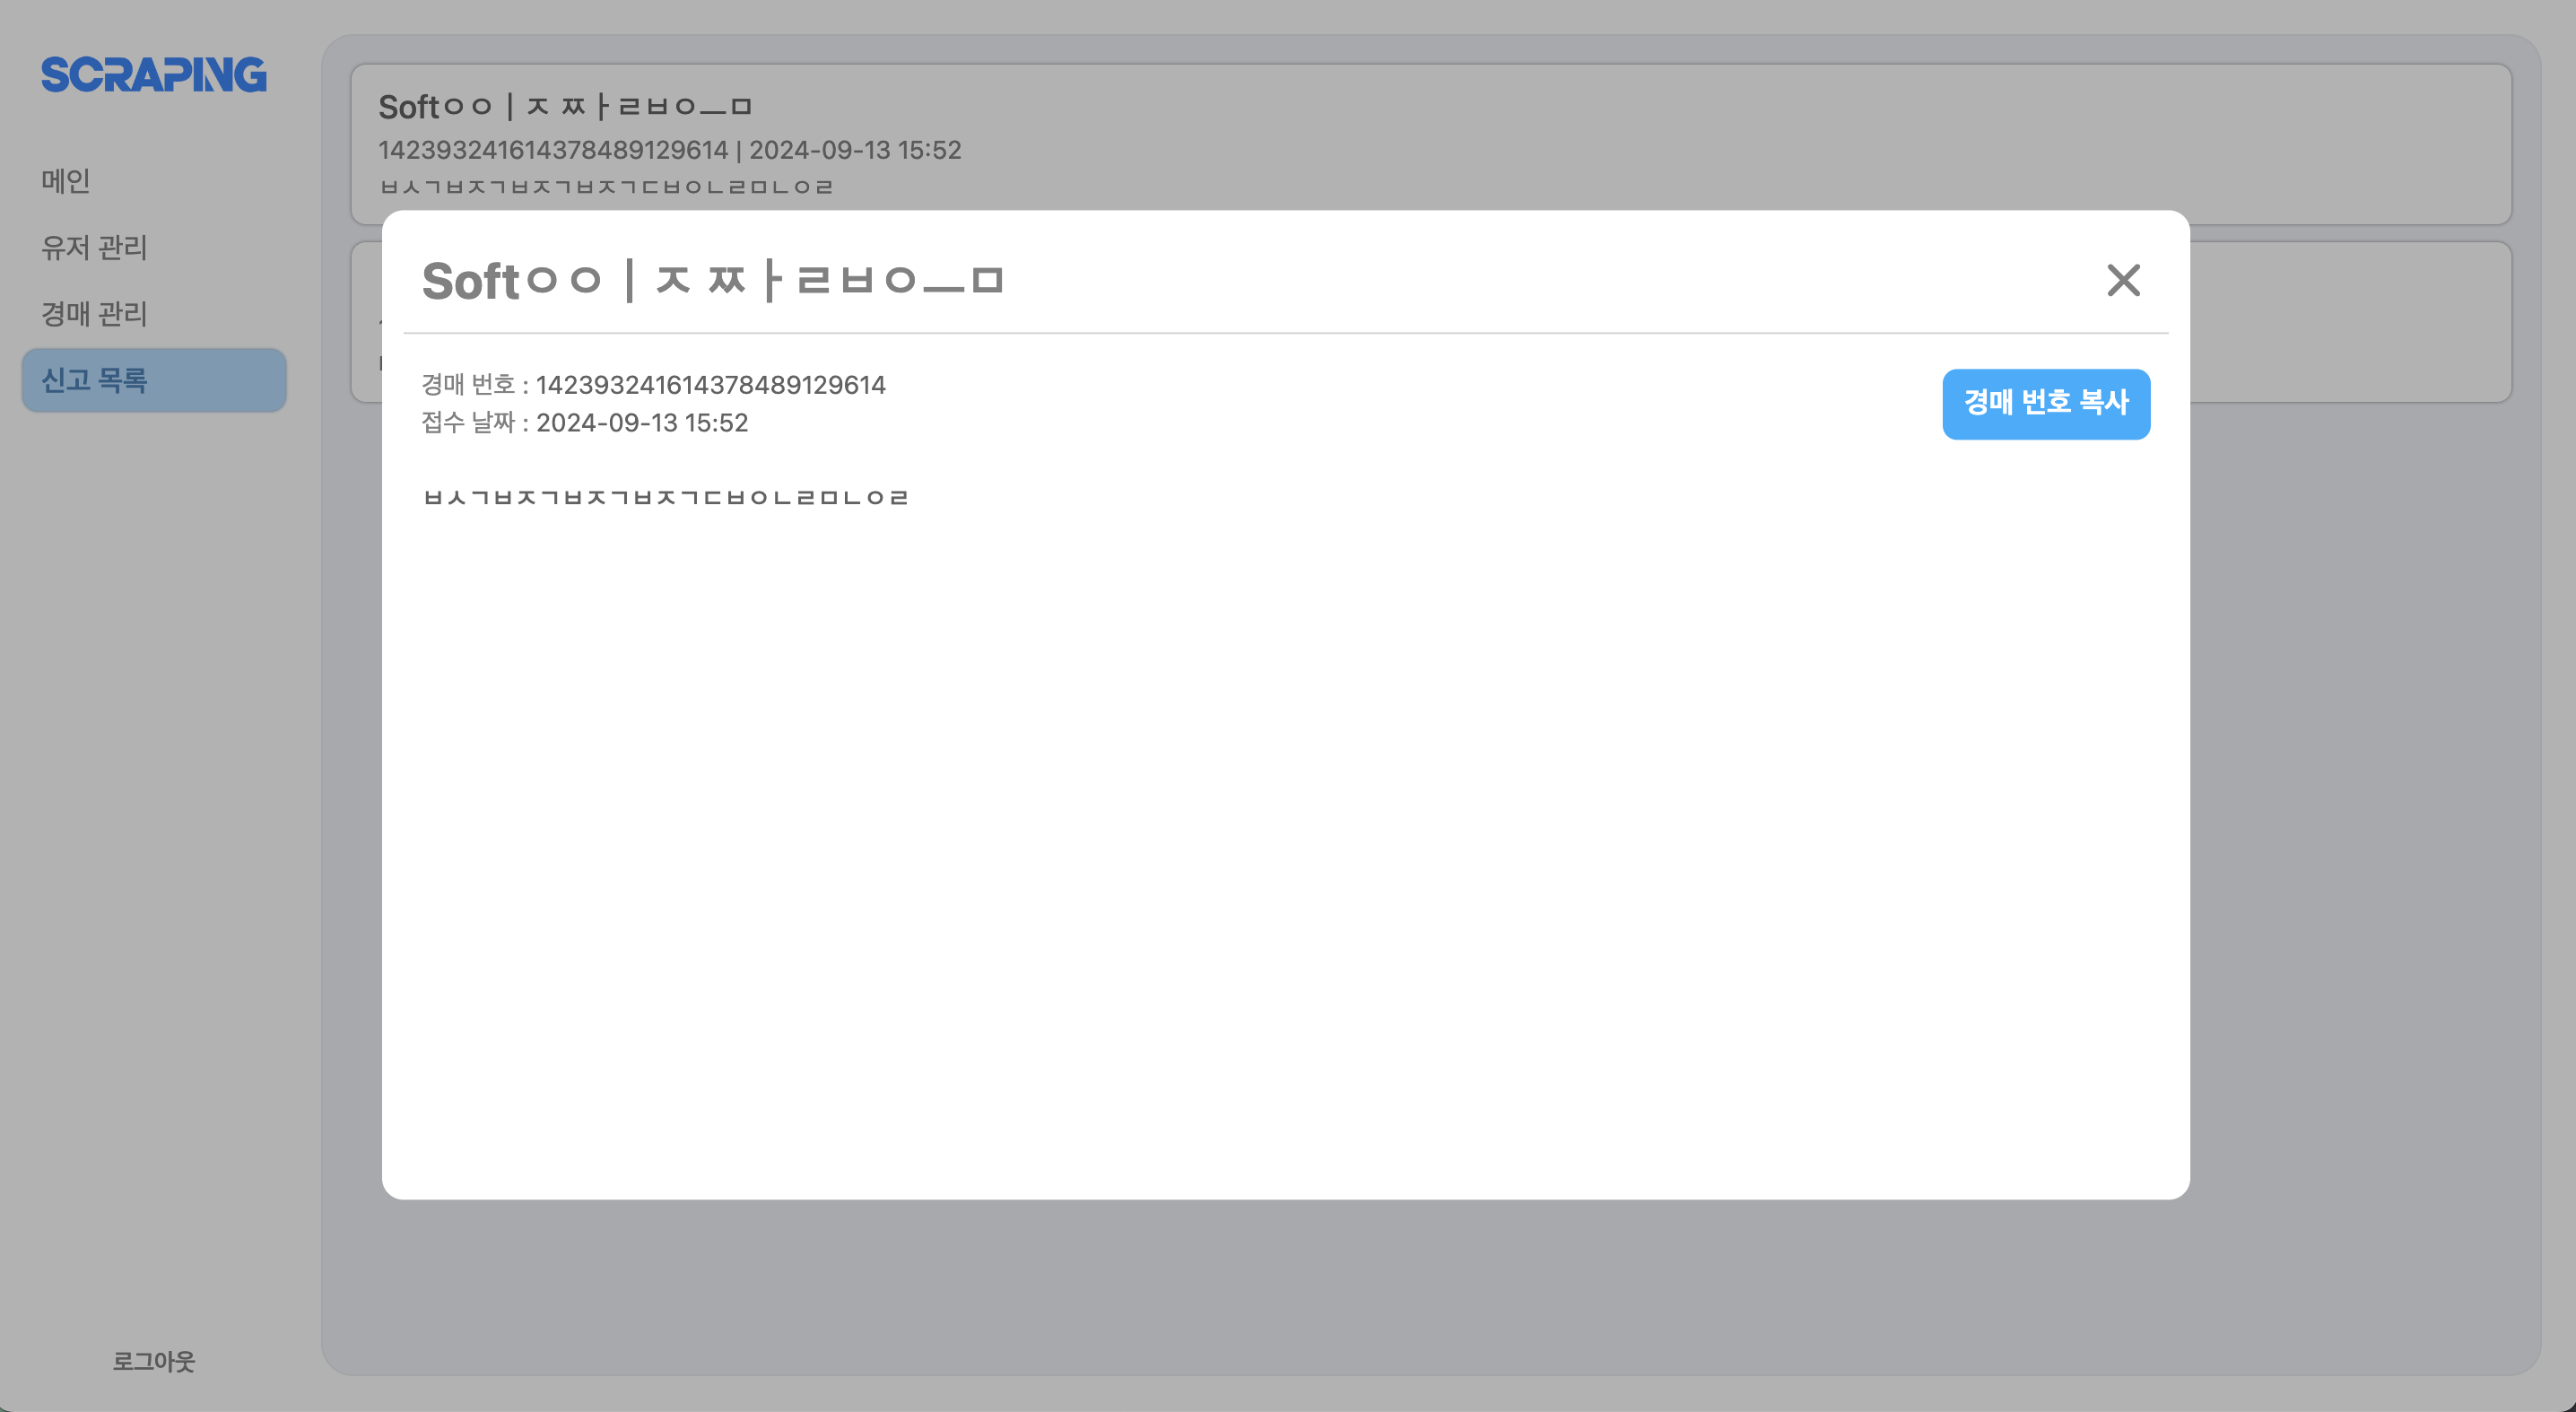 SCRAPING
메인
유저 관리
경매 관리
신고 목록
로그아웃
Softㅇㅇㅣㅈ ㅉㅏㄹㅂㅇㅡㅁ
142393241614378489129614 | 2024-09-13 15:52
ㅂㅅㄱㅂㅈㄱㅂㅈㄱㅂㅈㄱㄷㅂㅇㄴㄹㅁㄴㅇㄹ
Softㅇㅇㅣㅈ ㅉㅏㄹㅂㅇㅡㅁ
경매 번호 : 142393241614378489129614
접수 날짜 : 2024-09-13 15:52
경매 번호 복사
ㅂㅅㄱㅂㅈㄱㅂㅈㄱㅂㅈㄱㄷㅂㅇㄴㄹㅁㄴㅇㄹ